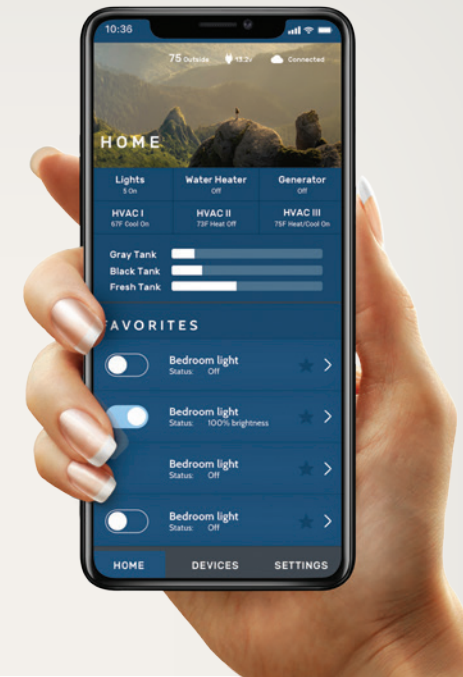 10:36
75 Outside 13.2v Connected
HOME
Lights Water Heater Generator
5 On Off Off
HVAC I HVAC II HVAC III
67F Cool On 73F Heat Off 75F Heat/Cool On
Gray Tank
Black Tank
Fresh Tank
FAVORITES
Bedroom light
Status: Off
Bedroom light
Status: 100% brightness
Bedroom light
Status: Off
Bedroom light
Status: Off
HOME DEVICES SETTINGS